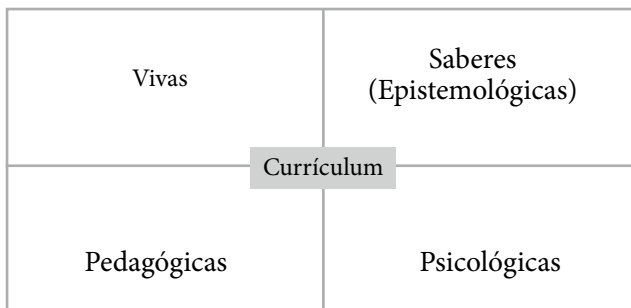 Vivas
Saberes
(Epistemológicas)
Currículum
Pedagógicas
Psicológicas